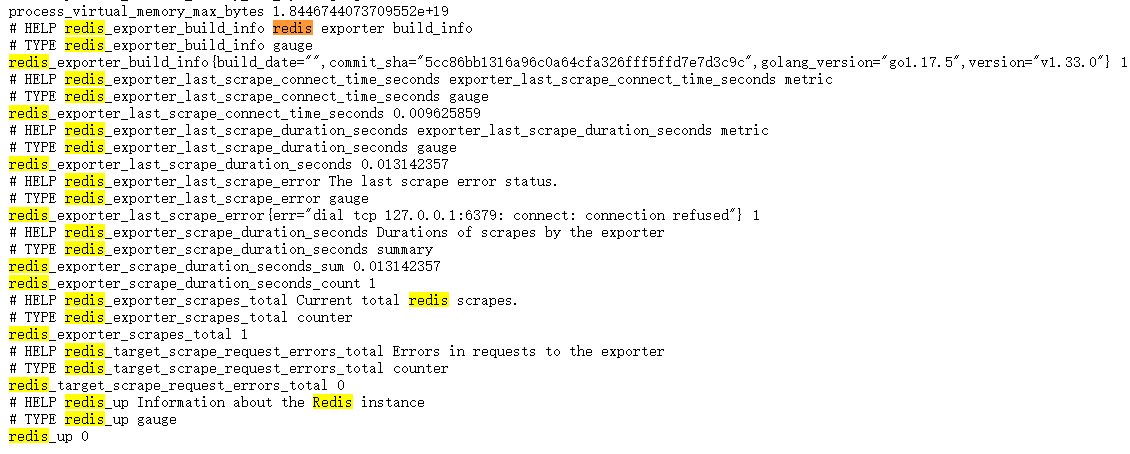 process_virtual_memory_max_bytes 1.8446744073709552e+19
# HELP redis_exporter_build_info redis exporter build_info
# TYPE redis_exporter_build_info gauge
redis_exporter_build_info{build_date="",commit_sha="5cc86bb1316a96c0a64cfa326fff5ffd7e7d3c9c",golang_version="go1.17.5",version="v1.33.0"} 1
# HELP redis_exporter_last_scrape_connect_time_seconds exporter_last_scrape_connect_time_seconds metric
# TYPE redis_exporter_last_scrape_connect_time_seconds gauge
redis_exporter_last_scrape_connect_time_seconds 0.009625859
# HELP redis_exporter_last_scrape_duration_seconds exporter_last_scrape_duration_seconds metric
# TYPE redis_exporter_last_scrape_duration_seconds gauge
redis_exporter_last_scrape_duration_seconds 0.013142357
# HELP redis_exporter_last_scrape_error The last scrape error status.
# TYPE redis_exporter_last_scrape_error gauge
redis_exporter_last_scrape_error{err="dial tcp 127.0.0.1:6379: connect: connection refused"} 1
# HELP redis_exporter_scrape_duration_seconds Durations of scrapes by the exporter
# TYPE redis_exporter_scrape_duration_seconds summary
redis_exporter_scrape_duration_seconds_sum 0.013142357
redis_exporter_scrape_duration_seconds_count 1
# HELP redis_exporter_scrapes_total Current total redis scrapes.
# TYPE redis_exporter_scrapes_total counter
redis_exporter_scrapes_total 1
# HELP redis_target_scrape_request_errors_total Errors in requests to the exporter
# TYPE redis_target_scrape_request_errors_total counter
redis_target_scrape_request_errors_total 0
# HELP redis_up Information about the Redis instance
# TYPE redis_up gauge
redis_up 0